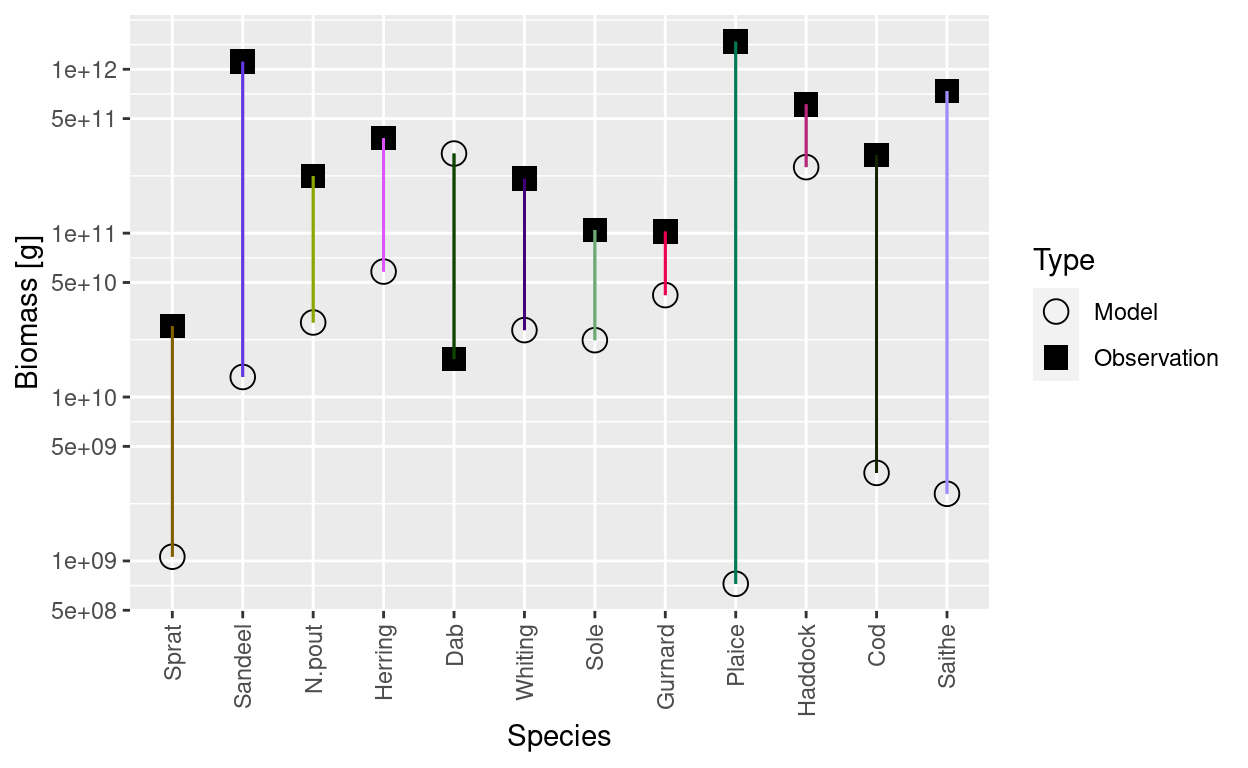 Biomass [g]
1e+12
5e+11
1e+11
5e+10
1e+10
5e+09
1e+09
5e+08
Sprat
Sandeel
N.pout
Herring
Dab
Whiting
Sole
Gurnard
Plaice
Haddock
Cod
Saithe
Species
Type
Model
Observation